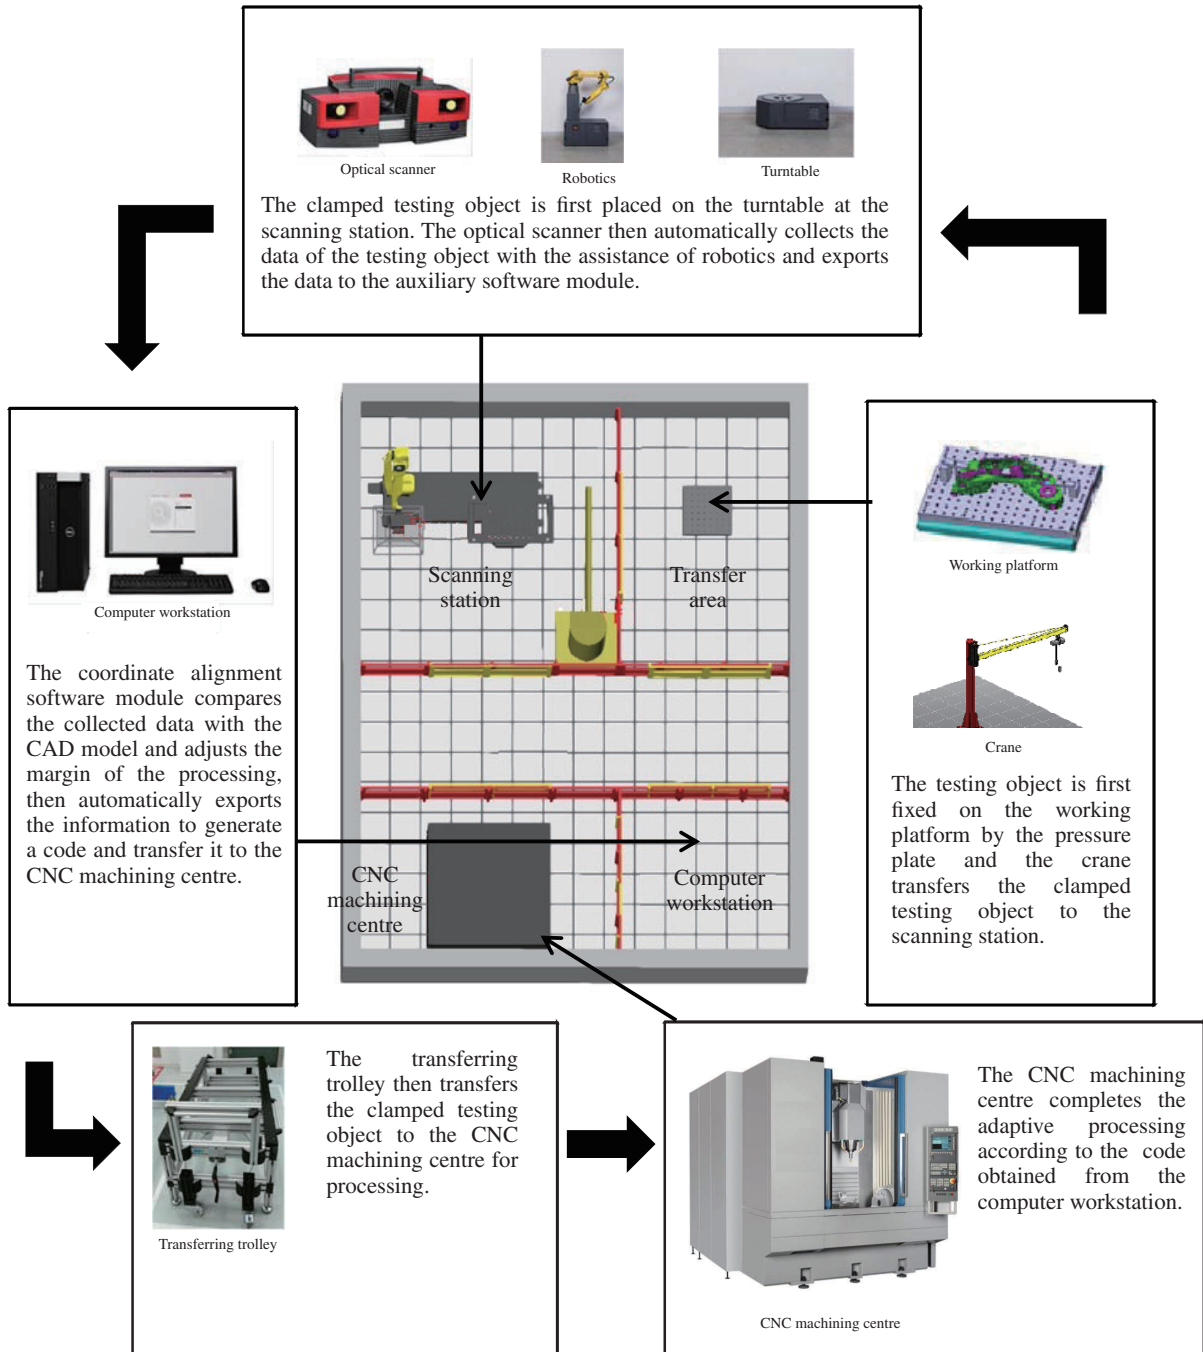 Optical scanner
Robotics
Turntable
The clamped testing object is first placed on the turntable at the
scanning station. The optical scanner then automatically collects the
data of the testing object with the assistance of robotics and exports
the data to the auxiliary software module.
Computer workstation
The coordinate alignment
software module compares
the collected data with the
CAD model and adjusts the
margin of the processing,
then automatically exports
the information to generate
a code and transfer it to the
CNC machining centre.
Scanning
station
Transfer
area
CNC
machining
centre
Computer
workstation
Working platform
Crane
The testing object is first
fixed on the working
platform by the pressure
plate and the crane
transfers the clamped
testing object to the
scanning station.
Transferring trolley
The transferring
trolley then transfers
the clamped testing
object to the CNC
machining centre for
processing.
CNC machining centre
The CNC machining
centre completes the
adaptive processing
according to the code
obtained from the
computer workstation.